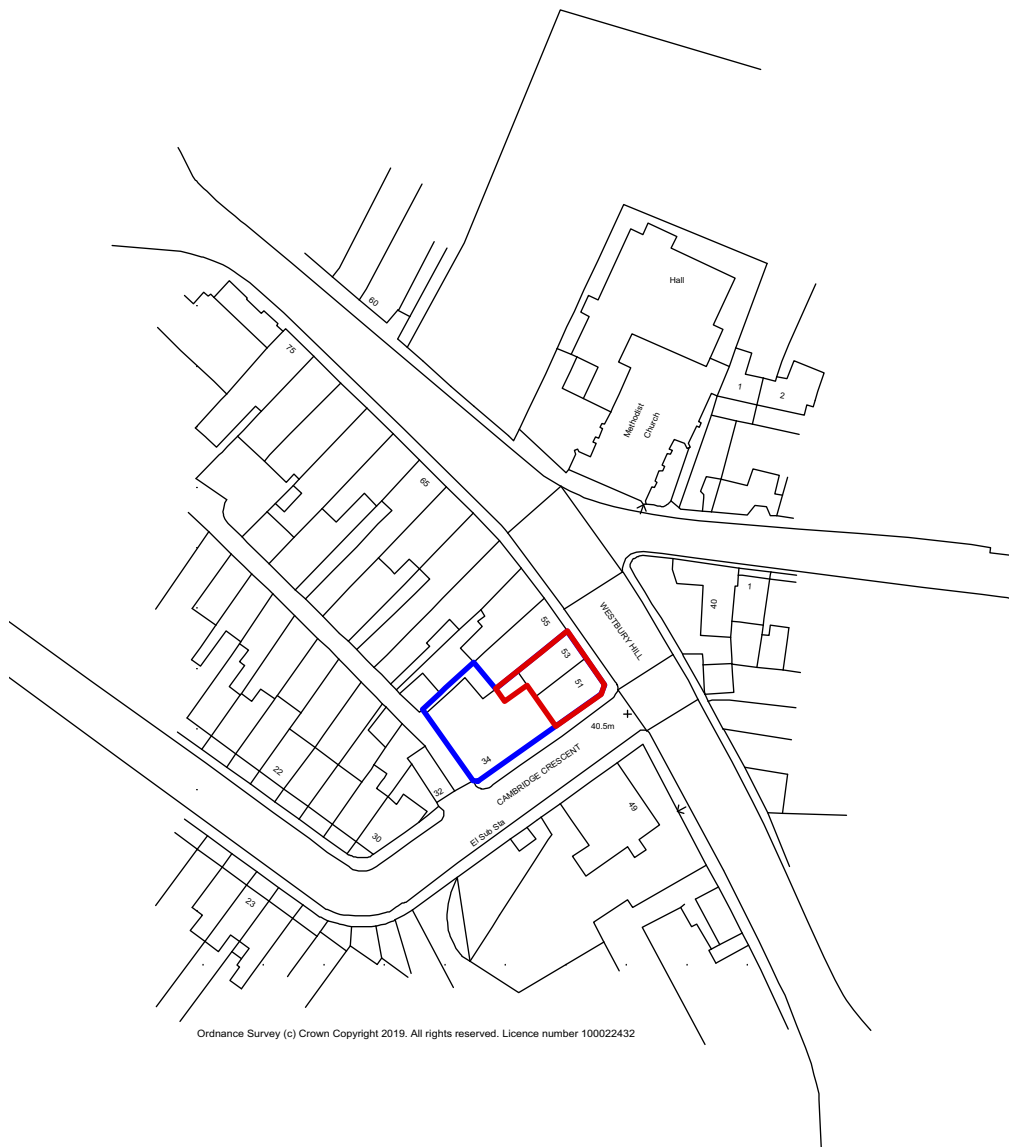 Hall
60
75
1
2
Methodist
Church
65
1
40
WESTBURY HILL
55
53
51
40.5m
34
CAMBRIDGE CRESCENT
22
32
49
El Sub Sta
30
23
Ordnance Survey (c) Crown Copyright 2019. All rights reserved. Licence number 100022432